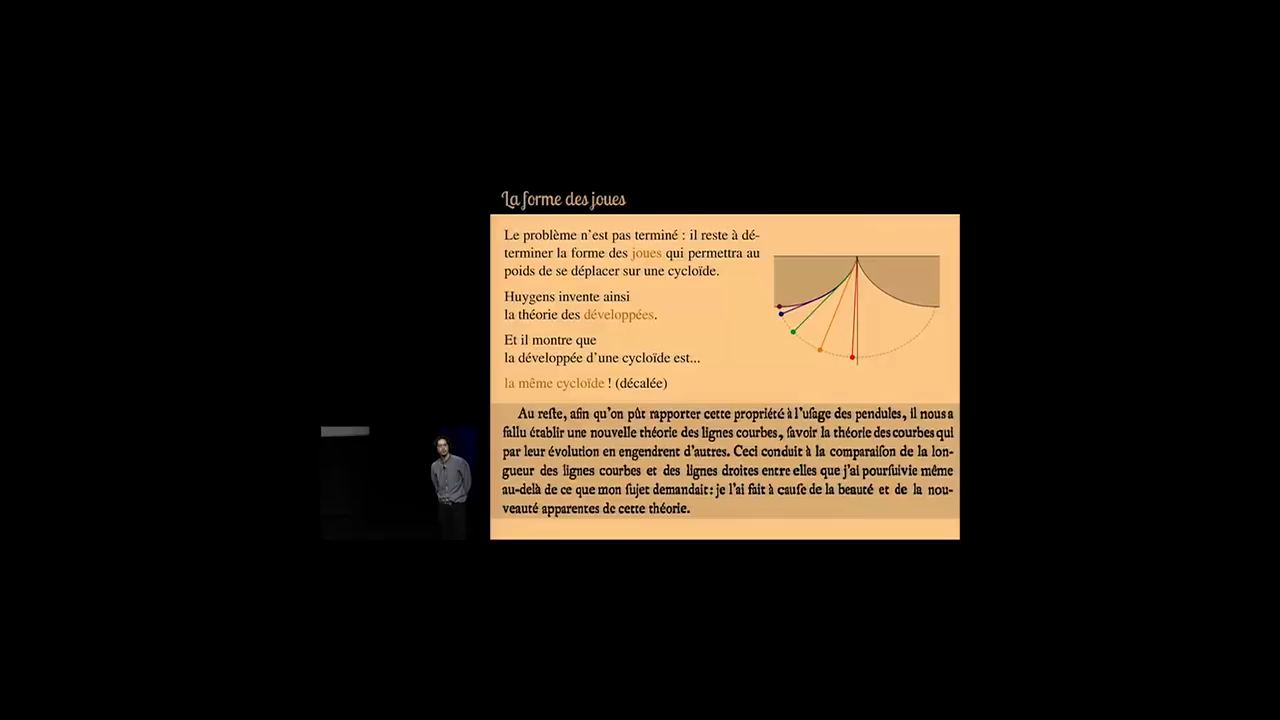 La forme des joues
Le problème n'est pas terminé : il reste à dé-
terminer la forme des joues qui permettra au
poids de se déplacer sur une cycloïde.
Huygens invente ainsi
la théorie des développées.
Et il montre que
la développée d'une cycloïde est...
la même cycloïde ! (décalée)
Au reſte, afin qu'on pût rapporter cette propriété à l'uſage des pendules, il nous a
fallu établir une nouvelle théorie des lignes courbes, ſavoir la théorie des courbes qui
par leur évolution en engendrent d'autres. Ceci conduit à la comparaiſon de la lon-
gueur des lignes courbes et des lignes droites entre elles que j'ai pourſuivie même
au-delà de ce que mon ſujet demandait: je l'ai fait à cauſe de la beauté et de la nou-
veauté apparentes de cette théorie.